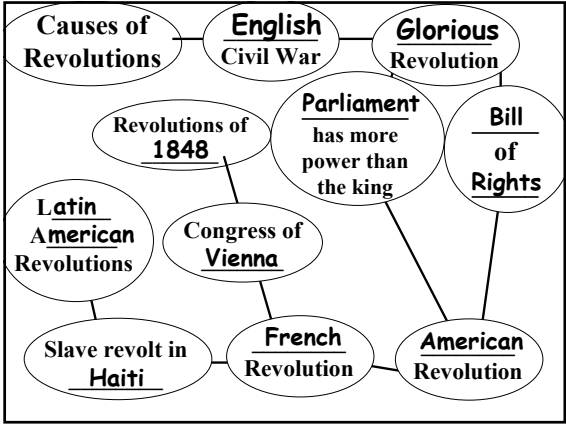 Causes of
Revolutions
English
Civil War
Glorious
Revolution
Parliament
has more
power than
the king
Bill
of
Rights
Revolutions of
1848
Latin
American
Revolutions
Congress of
Vienna
Slave revolt in
Haiti
French
Revolution
American
Revolution